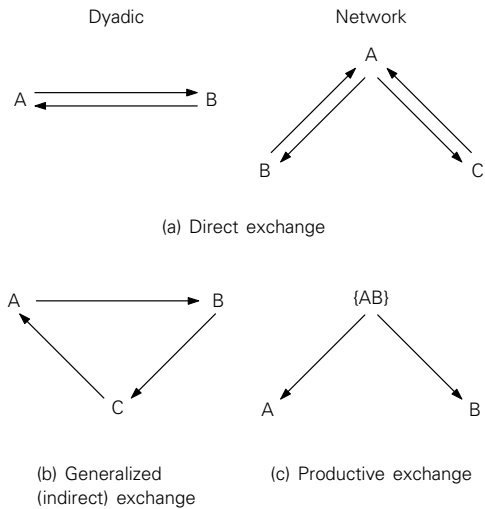 Dyadic
Network
A
B
A
B
C
(a) Direct exchange
A
B
C
{AB}
A
B
(b) Generalized
(indirect) exchange
(c) Productive exchange